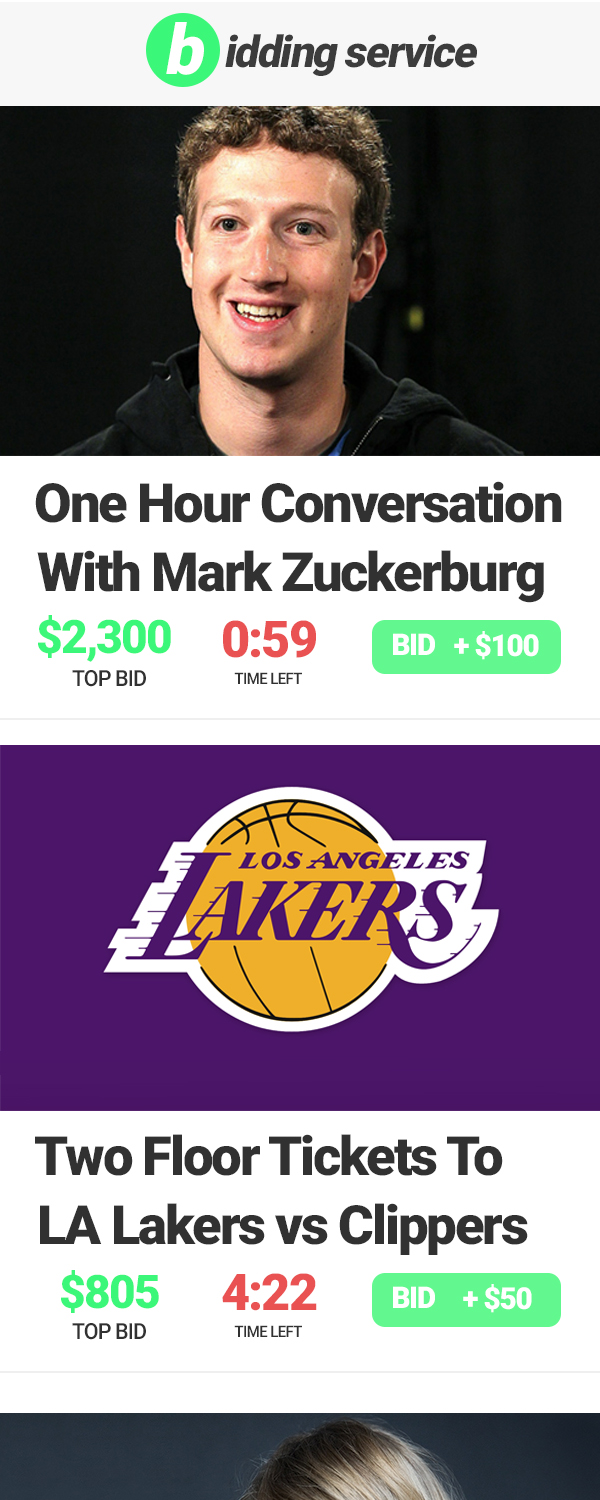 bidding service
One Hour Conversation
With Mark Zuckerburg
$2,300 0:59 BID + $100
TOP BID TIME LEFT
LOS ANGELES
LAKERS
Two Floor Tickets To
LA Lakers vs Clippers
$805 4:22 BID + $50
TOP BID TIME LEFT